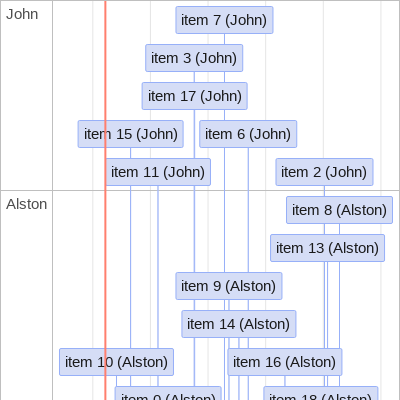 John
item 7 (John)
item 3 (John)
item 17 (John)
item 15 (John)
item 6 (John)
item 11 (John)
item 2 (John)
Alston
item 8 (Alston)
item 13 (Alston)
item 9 (Alston)
item 14 (Alston)
item 10 (Alston)
item 16 (Alston)
item 0 (Alston)
item 18 (Alston)